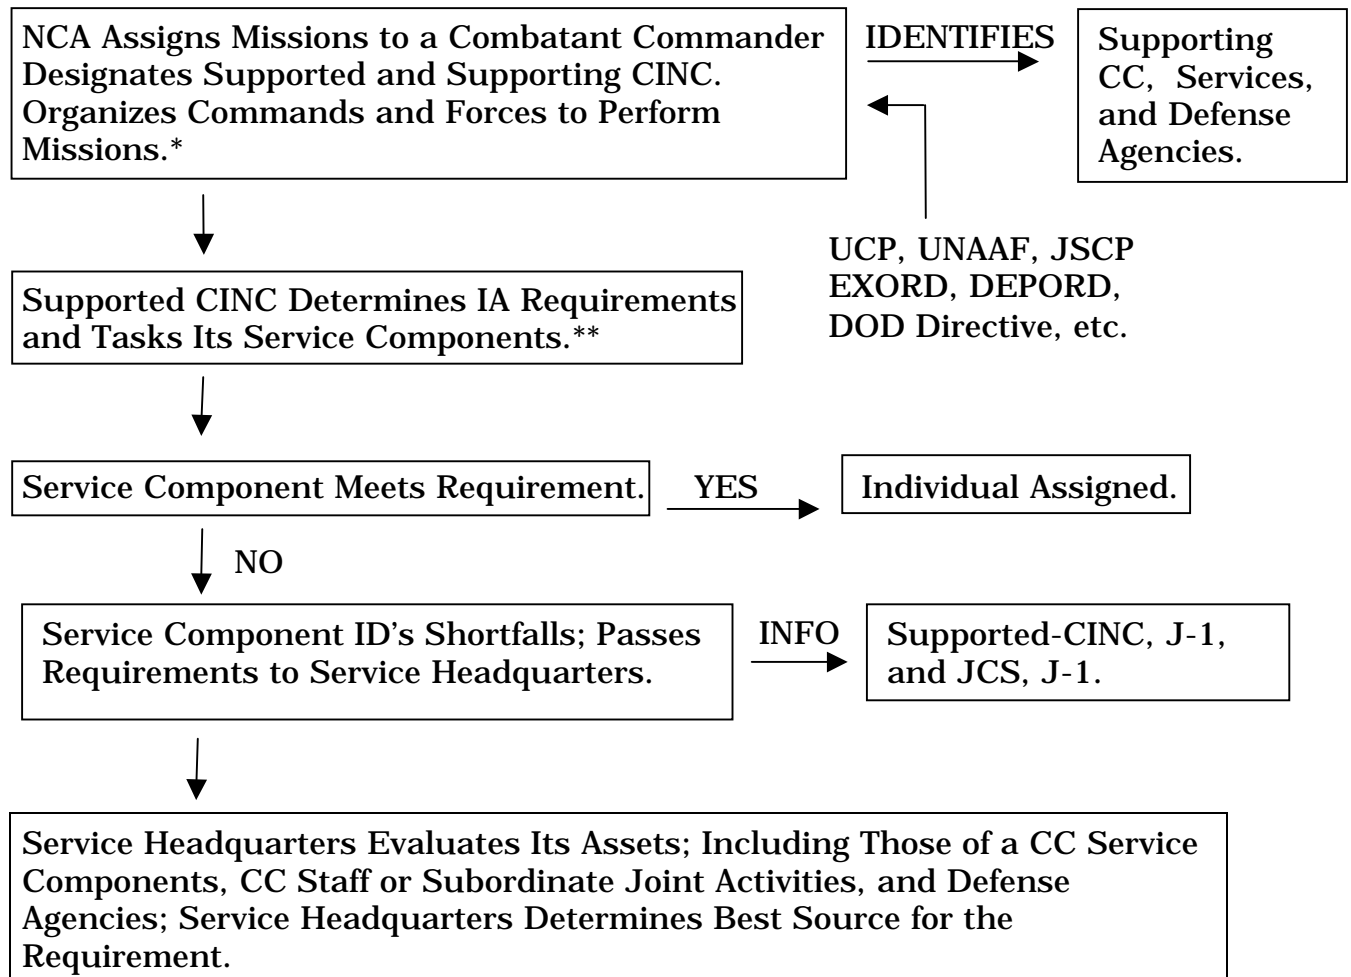 NCA Assigns Missions to a Combatant Commander
Designates Supported and Supporting CINC.
Organizes Commands and Forces to Perform
Missions.*
IDENTIFIES
Supporting
CC, Services,
and Defense
Agencies.
UCP, UNAAF, JSCP
EXORD, DEPORD,
DOD Directive, etc.
Supported CINC Determines IA Requirements
and Tasks Its Service Components.**
Service Component Meets Requirement.
YES
Individual Assigned.
NO
Service Component ID's Shortfalls; Passes
Requirements to Service Headquarters.
INFO
Supported-CINC, J-1,
and JCS, J-1.
Service Headquarters Evaluates Its Assets; Including Those of a CC Service
Components, CC Staff or Subordinate Joint Activities, and Defense
Agencies; Service Headquarters Determines Best Source for the
Requirement.